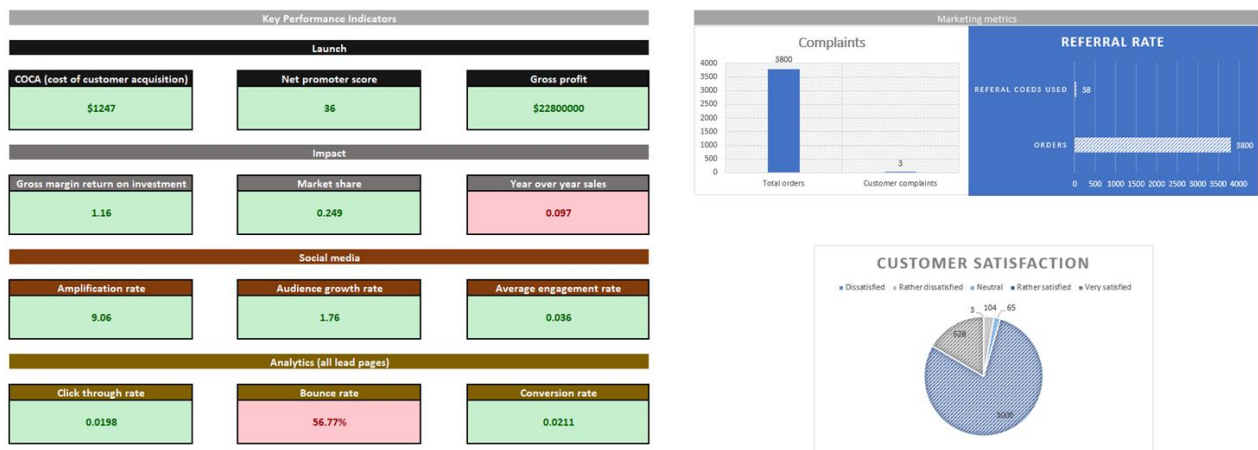 Key Performance Indicators
Launch
COCA (cost of customer acquisition)
Net promoter score
Gross profit
$1247
36
$22800000
Impact
Gross margin return on investment
Market share
Year over year sales
1.16
0.249
0.097
Social media
Amplification rate
Audience growth rate
Average engagement rate
9.06
1.76
0.036
Analytics (all lead pages)
Click through rate
Bounce rate
Conversion rate
0.0198
56.77%
0.0211
Marketing metrics
Complaints
3800
4000
3500
3000
2500
2000
1500
1000
500
0
3
Total orders
Customer complaints
REFERRAL RATE
REFERAL COEDS USED
38
ORDERS
3800
0 500 1000 1500 2000 2500 3000 3500 4000
CUSTOMER SATISFACTION
Dissatisfied Rather dissatisfied Neutral Rather satisfied Very satisfied
3 104 65
628
3000